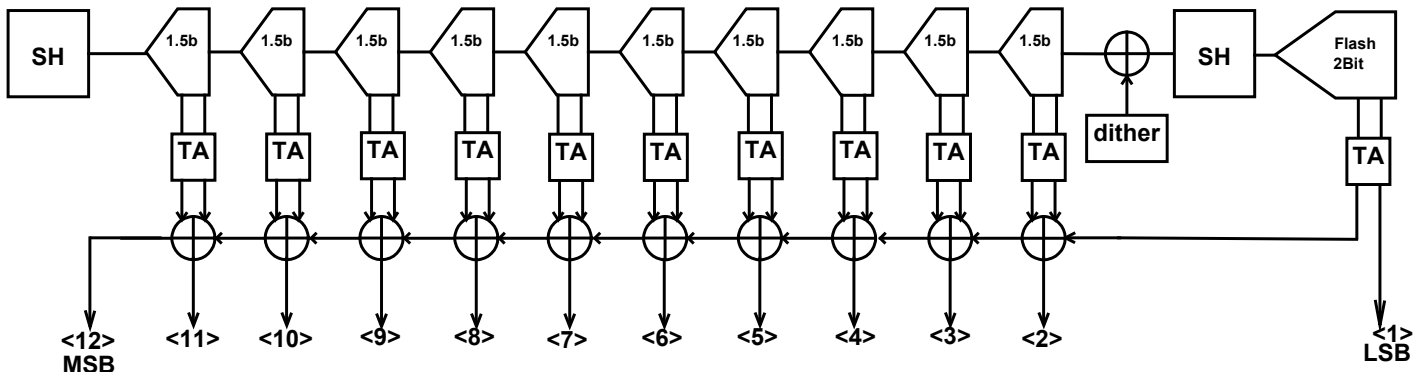 SH 1.5b 1.5b 1.5b 1.5b 1.5b 1.5b 1.5b 1.5b 1.5b 1.5b SH Flash
2Bit
dither
TA TA TA TA TA TA TA TA TA TA TA
<12> <11> <10> <9> <8> <7> <6> <5> <4> <3> <2> <1>
MSB LSB